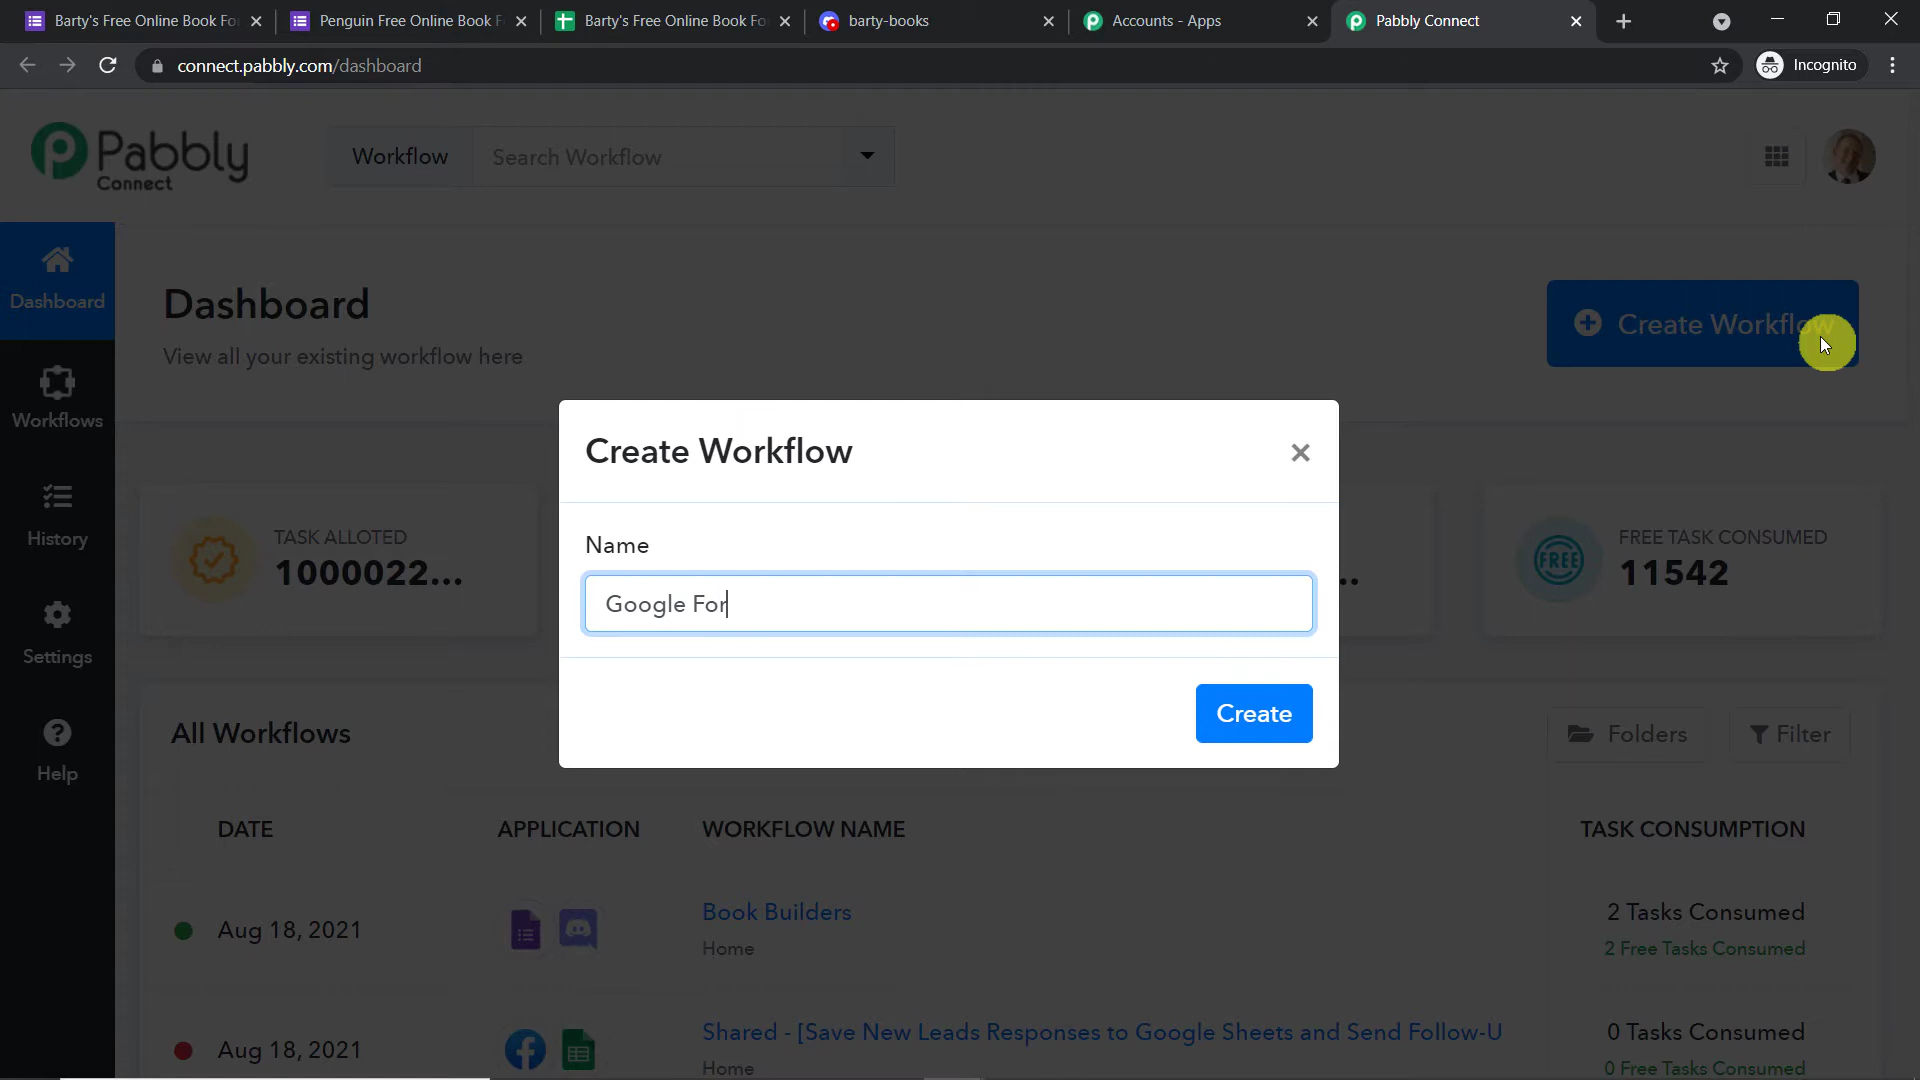 Barty's Free Online Book Fo
Penguin Free Online Book F
Barty's Free Online Book Fo
barty-books
Accounts - Apps
Pabbly Connect
connect.pabbly.com/dashboard
Incognito
Pabbly
Connect
Workflow
Search Workflow
Dashboard
Dashboard
View all your existing workflow here
Create Workflow
Workflows
History
Settings
Help
Create Workflow
Name
Google For
Create
TASK ALLOTED
1000022...
..
FREE
FREE TASK CONSUMED
11542
All Workflows
Folders
Filter
DATE
APPLICATION
WORKFLOW NAME
TASK CONSUMPTION
Aug 18, 2021
Book Builders
Home
2 Tasks Consumed
2 Free Tasks Consumed
Aug 18, 2021
Shared - [Save New Leads Responses to Google Sheets and Send Follow-U
Home
0 Tasks Consumed
0 Free Tasks Consumed